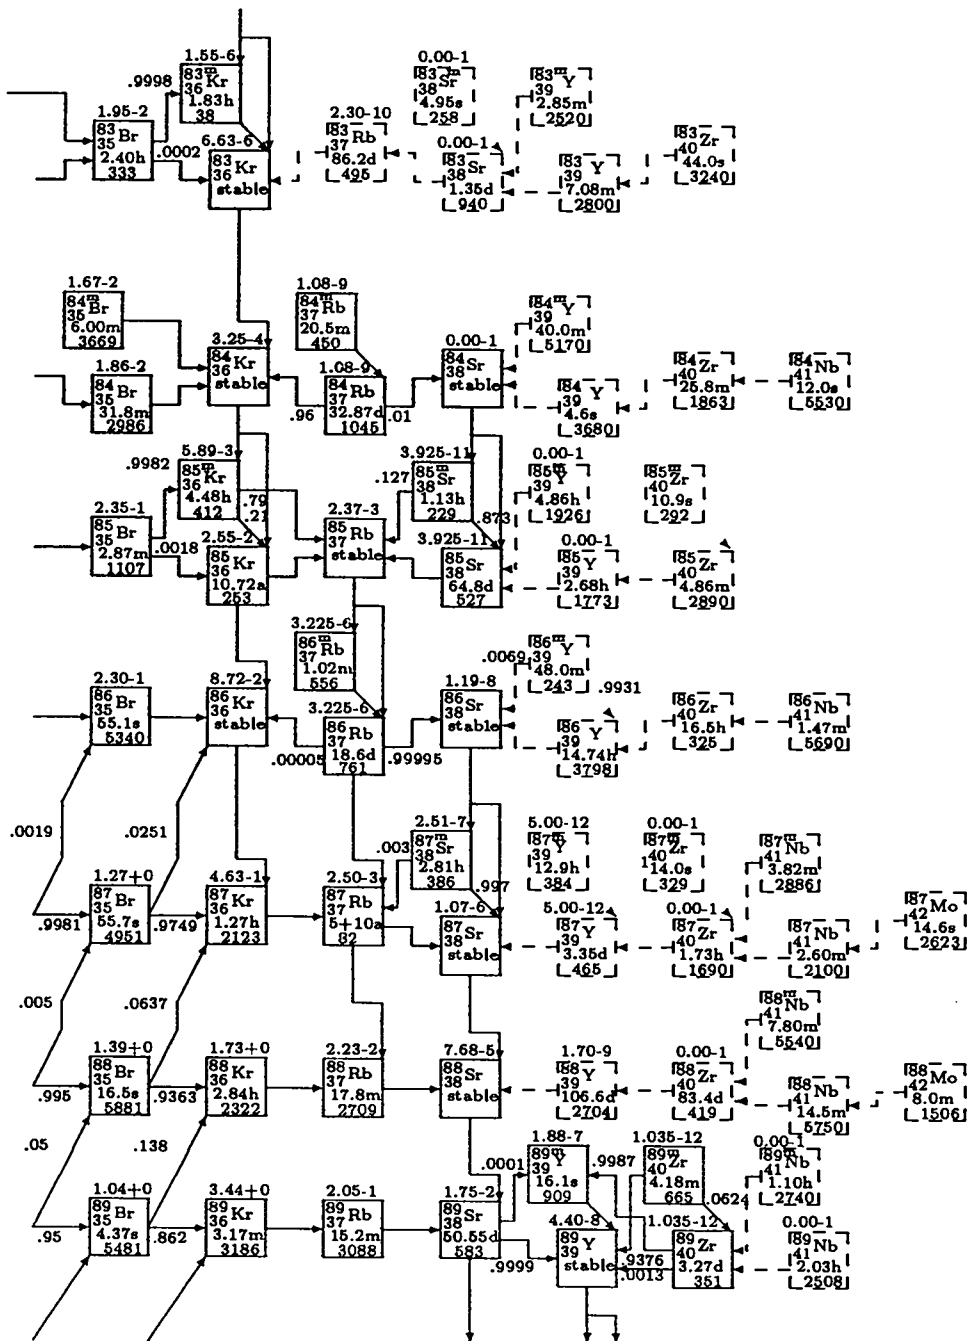 1.55-6
83 m Kr
36
1.83h
38
.9998
1.95-2
83 Br
35
2.40h
333
.0002
6.63-6
83 Kr
36
stable
2.30-10
83 Rb
37
86.2d
495
0.00-1
83 m Sr
38
4.95s
258
0.00-1
83 Sr
38
1.35d
940
83 m Y
39
2.85m
2520
83 Y
39
7.08m
2800
83 Zr
40
44.0s
3240
1.67-2
84 m Br
35
6.00m
3669
1.86-2
84 Br
35
31.8m
2986
3.25-4
84 Kr
36
stable
1.08-9
84 m Rb
37
20.5m
450
1.08-9
84 Rb
37
32.87d
1045
.96
.01
0.00-1
84 Sr
38
stable
84 m Y
39
40.0m
5170
84 Y
39
4.6s
3680
84 Zr
40
25.8m
1863
84 Nb
41
12.0s
5530
5.89-3
85 m Kr
36
4.48h
412
.9982
.79
.21
2.35-1
85 Br
35
2.87m
1107
.0018
2.55-2
85 Kr
36
10.72a
253
2.37-3
85 Rb
37
stable
.127
3.925-11
85 m Sr
38
1.13h
229
.873
3.925-11
85 Sr
38
64.8d
527
0.00-1
85 m Y
39
4.86h
1926
0.00-1
85 Y
39
2.68h
1773
85 m Zr
40
10.9s
292
85 Zr
40
4.86m
2890
2.30-1
86 Br
35
55.1s
5340
8.72-2
86 Kr
36
stable
3.225-6
86 m Rb
37
1.02m
556
3.225-6
86 Rb
37
18.6d
761
.00005
.99995
1.19-8
86 Sr
38
stable
.0069
86 m Y
39
48.0m
243
.9931
86 Y
39
14.74h
3798
86 Zr
40
16.5h
325
86 Nb
41
1.47m
5690
.0019
.0251
1.27+0
87 Br
35
55.7s
4951
.9981
.9749
4.63-1
87 Kr
36
1.27h
2123
2.50-3
87 Rb
37
5+10a
82
.003
2.51-7
87 m Sr
38
2.81h
386
.997
1.07-6
87 Sr
38
stable
5.00-12
87 m Y
39
12.9h
384
5.00-12
87 Y
39
3.35d
465
0.00-1
87 m Zr
40
14.0s
329
0.00-1
87 Zr
40
1.73h
1690
87 m Nb
41
3.82m
2886
87 Nb
41
2.60m
2100
87 Mo
42
14.6s
2623
.005
.0637
1.39+0
88 Br
35
16.5s
5881
.995
.9363
1.73+0
88 Kr
36
2.84h
2322
2.23-2
88 Rb
37
17.8m
2709
7.68-5
88 Sr
38
stable
1.70-9
88 Y
39
106.6d
2704
0.00-1
88 Zr
40
83.4d
419
88 m Nb
41
7.80m
5540
88 Nb
41
14.5m
5750
88 Mo
42
8.0m
1506
.05
.138
1.04+0
89 Br
35
4.37s
5481
.95
.862
3.44+0
89 Kr
36
3.17m
3186
2.05-1
89 Rb
37
15.2m
3088
1.75-2
89 Sr
38
50.55d
583
.0001
.9999
1.88-7
89 m Y
39
16.1s
909
4.40-8
89 Y
39
stable
.9987
1.035-12
89 m Zr
40
4.18m
665
.0624
1.035-12
89 Zr
40
3.27d
351
.9376
.0013
0.00-1
89 m Nb
41
1.10h
2740
0.00-1
89 Nb
41
2.03h
2508